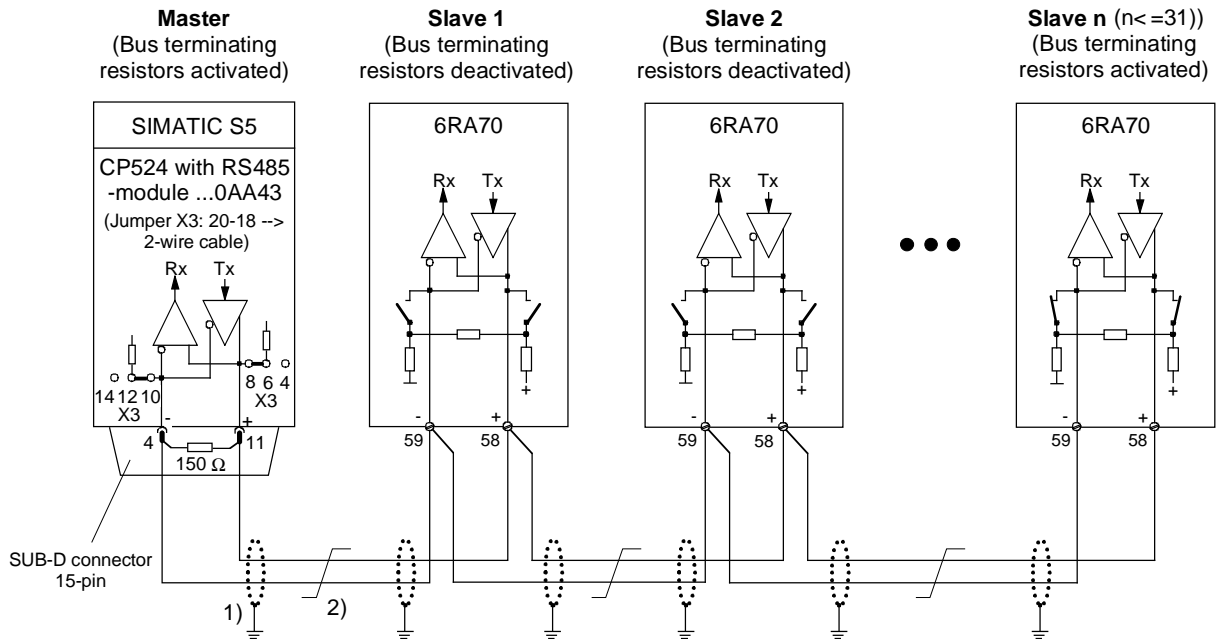 Master
(Bus terminating
resistors activated)
Slave 1
(Bus terminating
resistors deactivated)
Slave 2
(Bus terminating
resistors deactivated)
Slave n (n< =31))
(Bus terminating
resistors activated)
SIMATIC S5
CP524 with RS485
-module ...0AA43
(Jumper X3: 20-18 -->
2-wire cable)
Rx Tx
14 12 10
X3
8 6 4
X3
- +
4 11
150 Ω
SUB-D connector
15-pin
6RA70
Rx Tx
+
- +
59 58
6RA70
Rx Tx
+
- +
59 58
6RA70
Rx Tx
+
- +
59 58
1) 2)